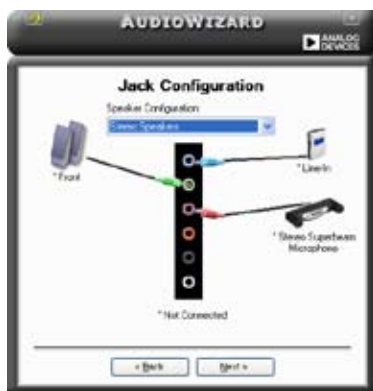 AUDIOWIZARD
ANALOG
DEVICES
Jack Configuration
Speaker Configuration:
Stereo Speakers
* Front
* Line-In
* Stereo Superbeam
Microphone
* Not Connected
< Back
Next >